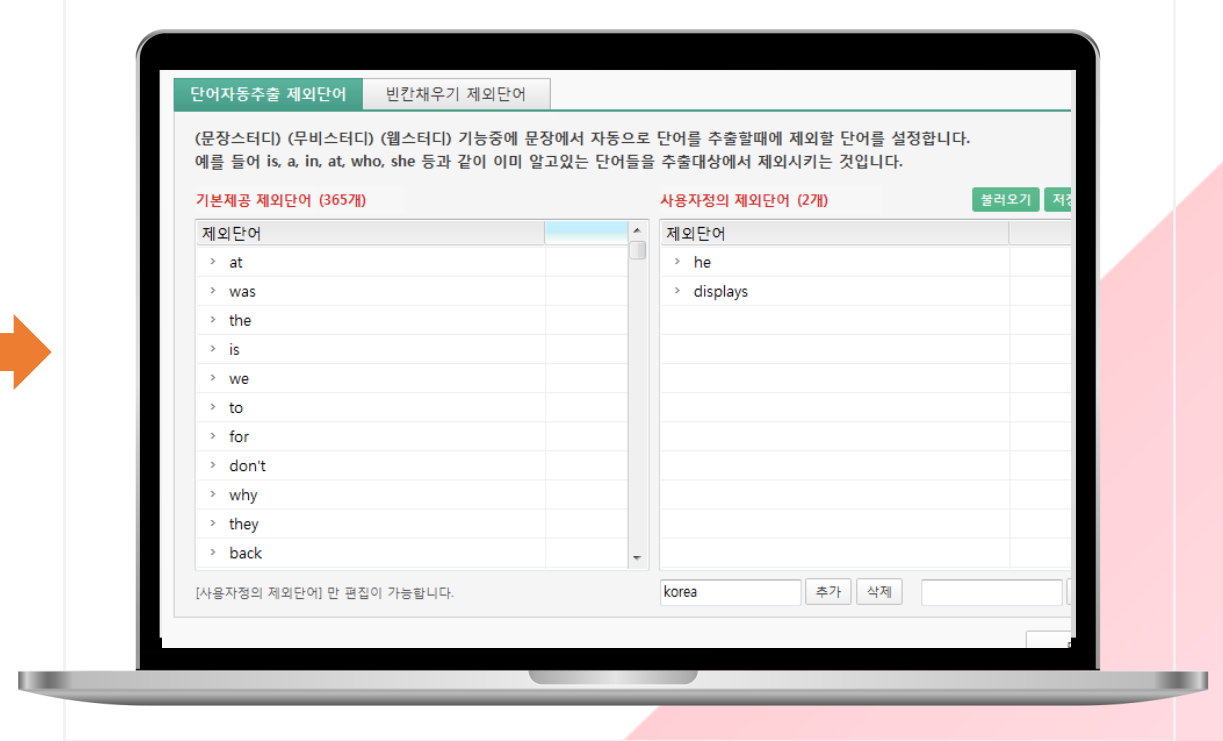 단어자동추출 제외단어 빈칸채우기 제외단어
(문장스터디) (무비스터디) (웹스터디) 기능중에 문장에서 자동으로 단어를 추출할때에 제외할 단어를 설정합니다.
예를 들어 is, a, in, at, who, she 등과 같이 이미 알고있는 단어들을 추출대상에서 제외시키는 것입니다.
기본제공 제외단어 (365개)
제외단어
at
was
the
is
we
to
for
don't
why
they
back
[사용자정의 제외단어] 만 편집이 가능합니다.
사용자정의 제외단어 (2개) 불러오기
제외단어
he
displays
korea 추가 삭제